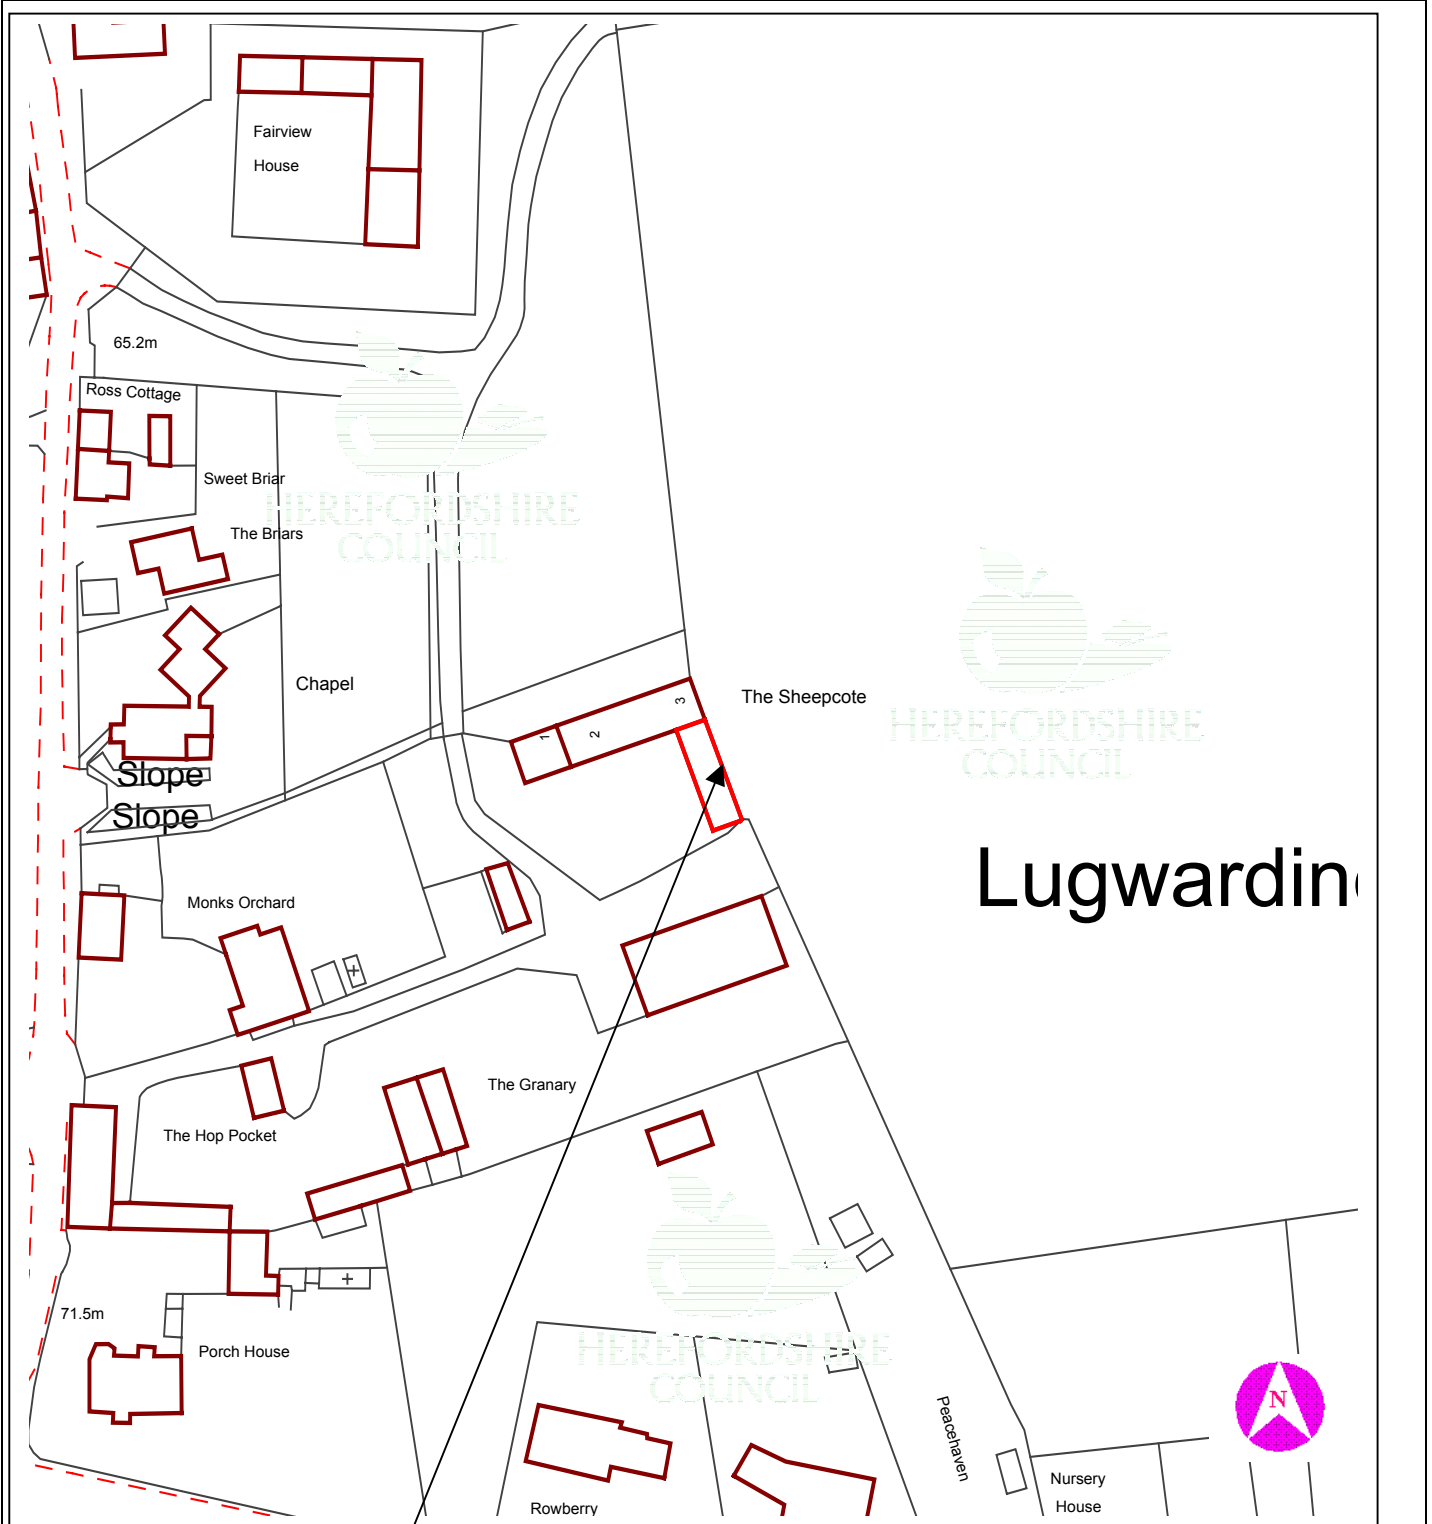 Fairview
House
65.2m
Ross Cottage
Sweet Briar
The Briars
HEREFORDSHIRE
COUNCIL
Chapel
The Sheepcote
1
2
3
HEREFORDSHIRE
COUNCIL
Slope
Slope
Lugwardin
Monks Orchard
The Granary
The Hop Pocket
71.5m
Porch House
HEREFORDSHIRE
COUNCIL
Peacehaven
N
Nursery
House
Rowberry